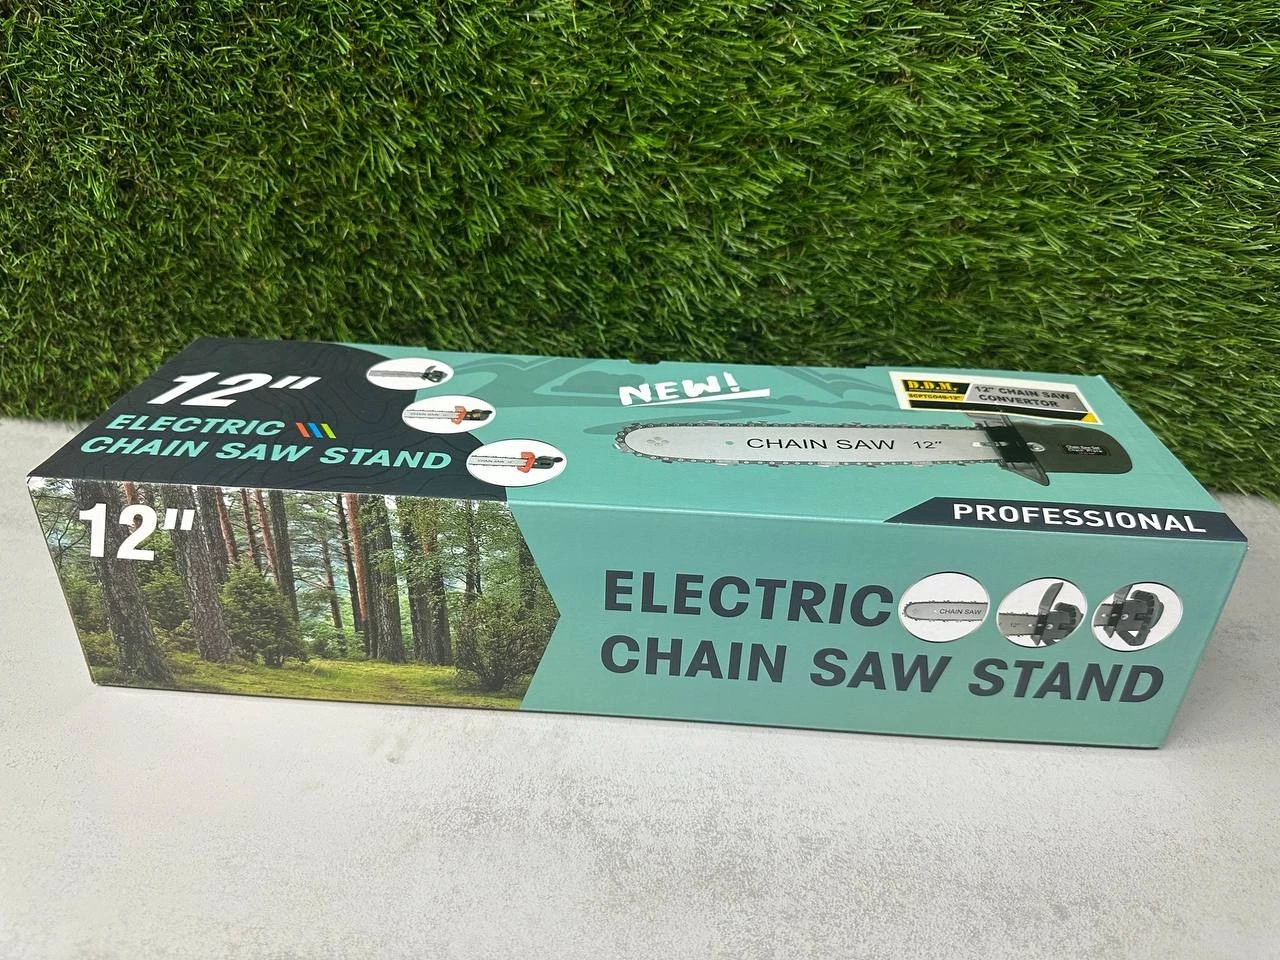 12"
ELECTRIC
CHAIN SAW STAND
NEW!
D.D.M.
12" CHAIN SAW
CONVERTOR
CHAIN SAW 12"
PROFESSIONAL
12"
ELECTRIC
CHAIN SAW STAND
CHAIN SAW
12"